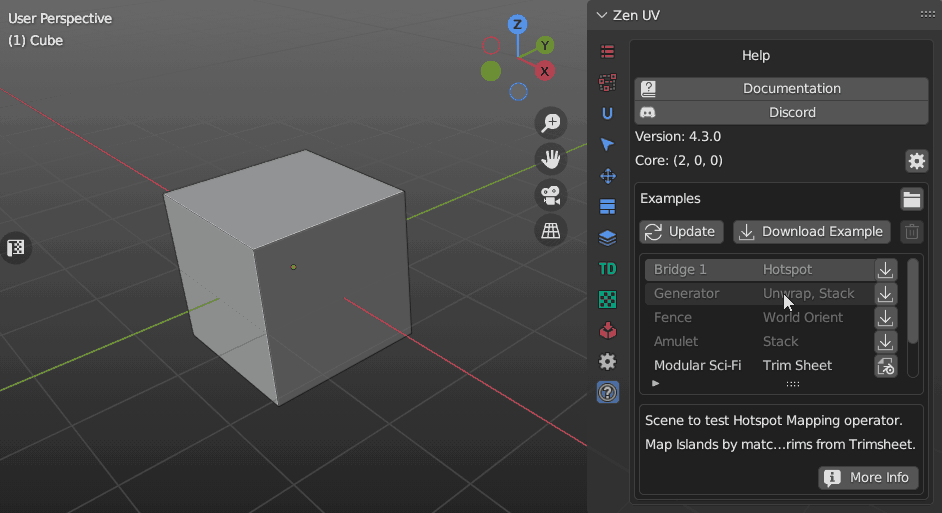 User Perspective
(1) Cube
Z
Y
X
Zen UV
Help
Documentation
Discord
Version: 4.3.0
Core: (2, 0, 0)
Examples
Update
Download Example
Bridge 1 Hotspot
Generator Unwrap, Stack
Fence World Orient
Amulet Stack
Modular Sci-Fi Trim Sheet
TD
Scene to test Hotspot Mapping operator.
Map Islands by matc...rims from Trimsheet.
More Info